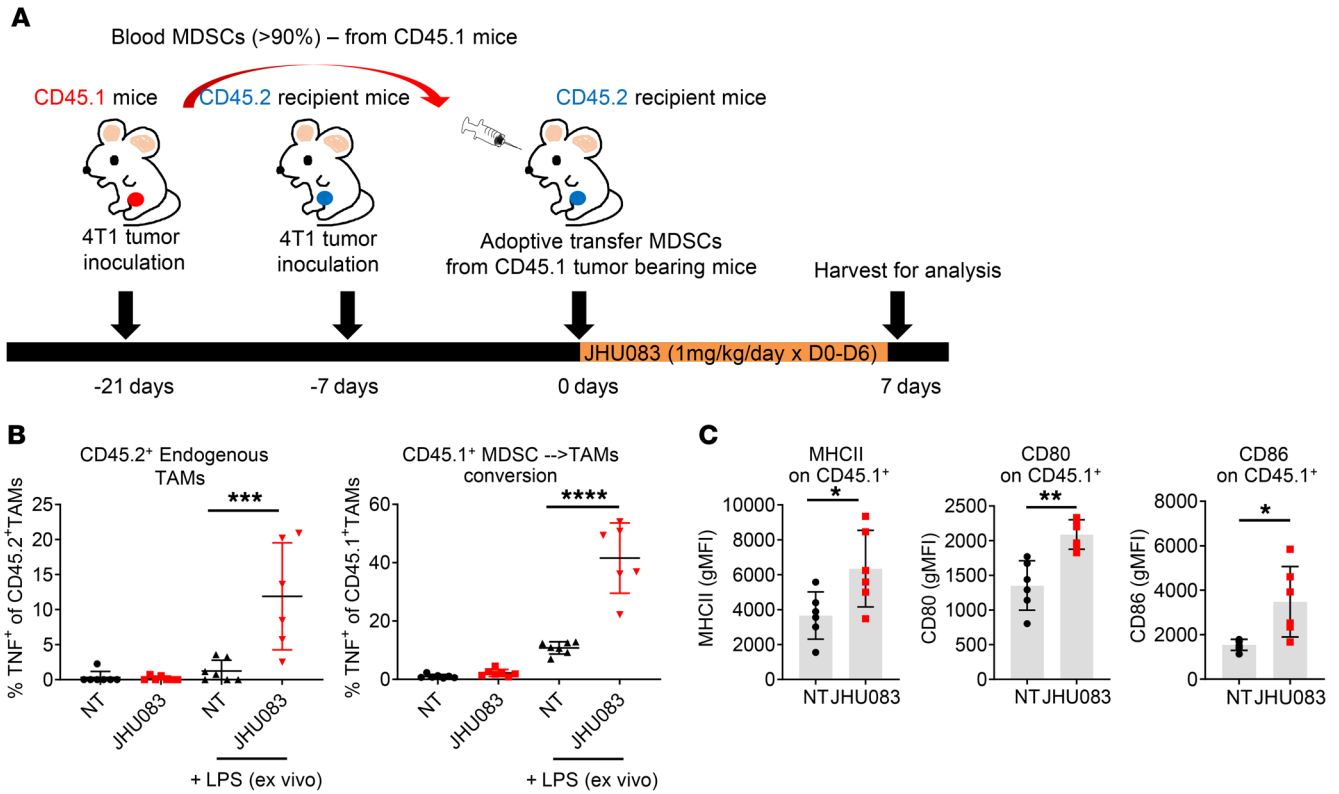 A
Blood MDSCs (>90%) – from CD45.1 mice
CD45.1 mice
CD45.2 recipient mice
CD45.2 recipient mice
4T1 tumor
inoculation
4T1 tumor
inoculation
Adoptive transfer MDSCs
from CD45.1 tumor bearing mice
Harvest for analysis
JHU083 (1mg/kg/day x D0-D6)
-21 days
-7 days
0 days
7 days
B
CD45.2⁺ Endogenous
TAMs
% TNF⁺ of CD45.2⁺TAMs
25
20
15
10
5
0
***
NT
JHU083
NT
JHU083
+ LPS (ex vivo)
CD45.1⁺ MDSC -->TAMs
conversion
% TNF⁺ of CD45.1⁺TAMs
60
40
20
0
****
NT
JHU083
NT
JHU083
+ LPS (ex vivo)
C
MHCII
on CD45.1⁺
MHCII (gMFI)
10000
8000
6000
4000
2000
0
*
NT JHU083
CD80
on CD45.1⁺
CD80 (gMFI)
2500
2000
1500
1000
500
0
**
NT JHU083
CD86
on CD45.1⁺
CD86 (gMFI)
8000
6000
4000
2000
0
*
NT JHU083